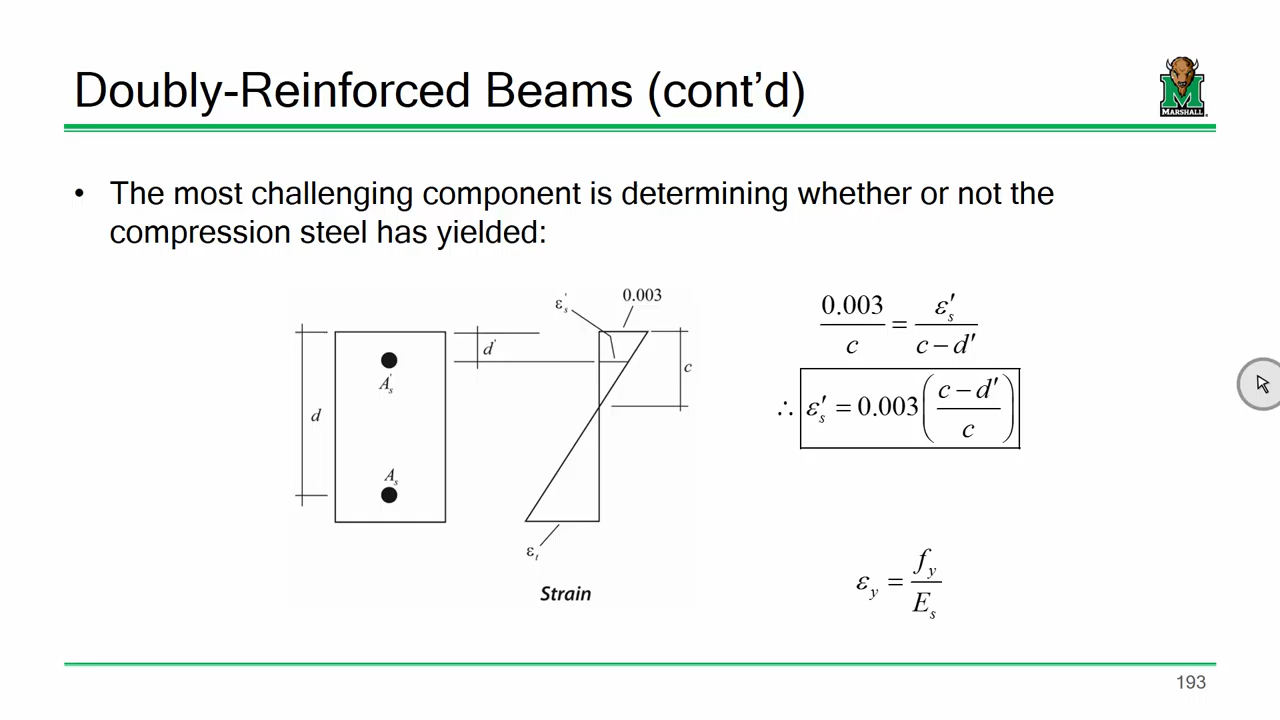 Doubly-Reinforced Beams (cont’d)
MARSHALL
• The most challenging component is determining whether or not the
compression steel has yielded:
ε's 0.003
d'
c
A's
d
As
εt
Strain
0.003/c = ε′s/(c − d′)
∴ ε′s = 0.003((c − d′)/c)
εy = fy/Es
193